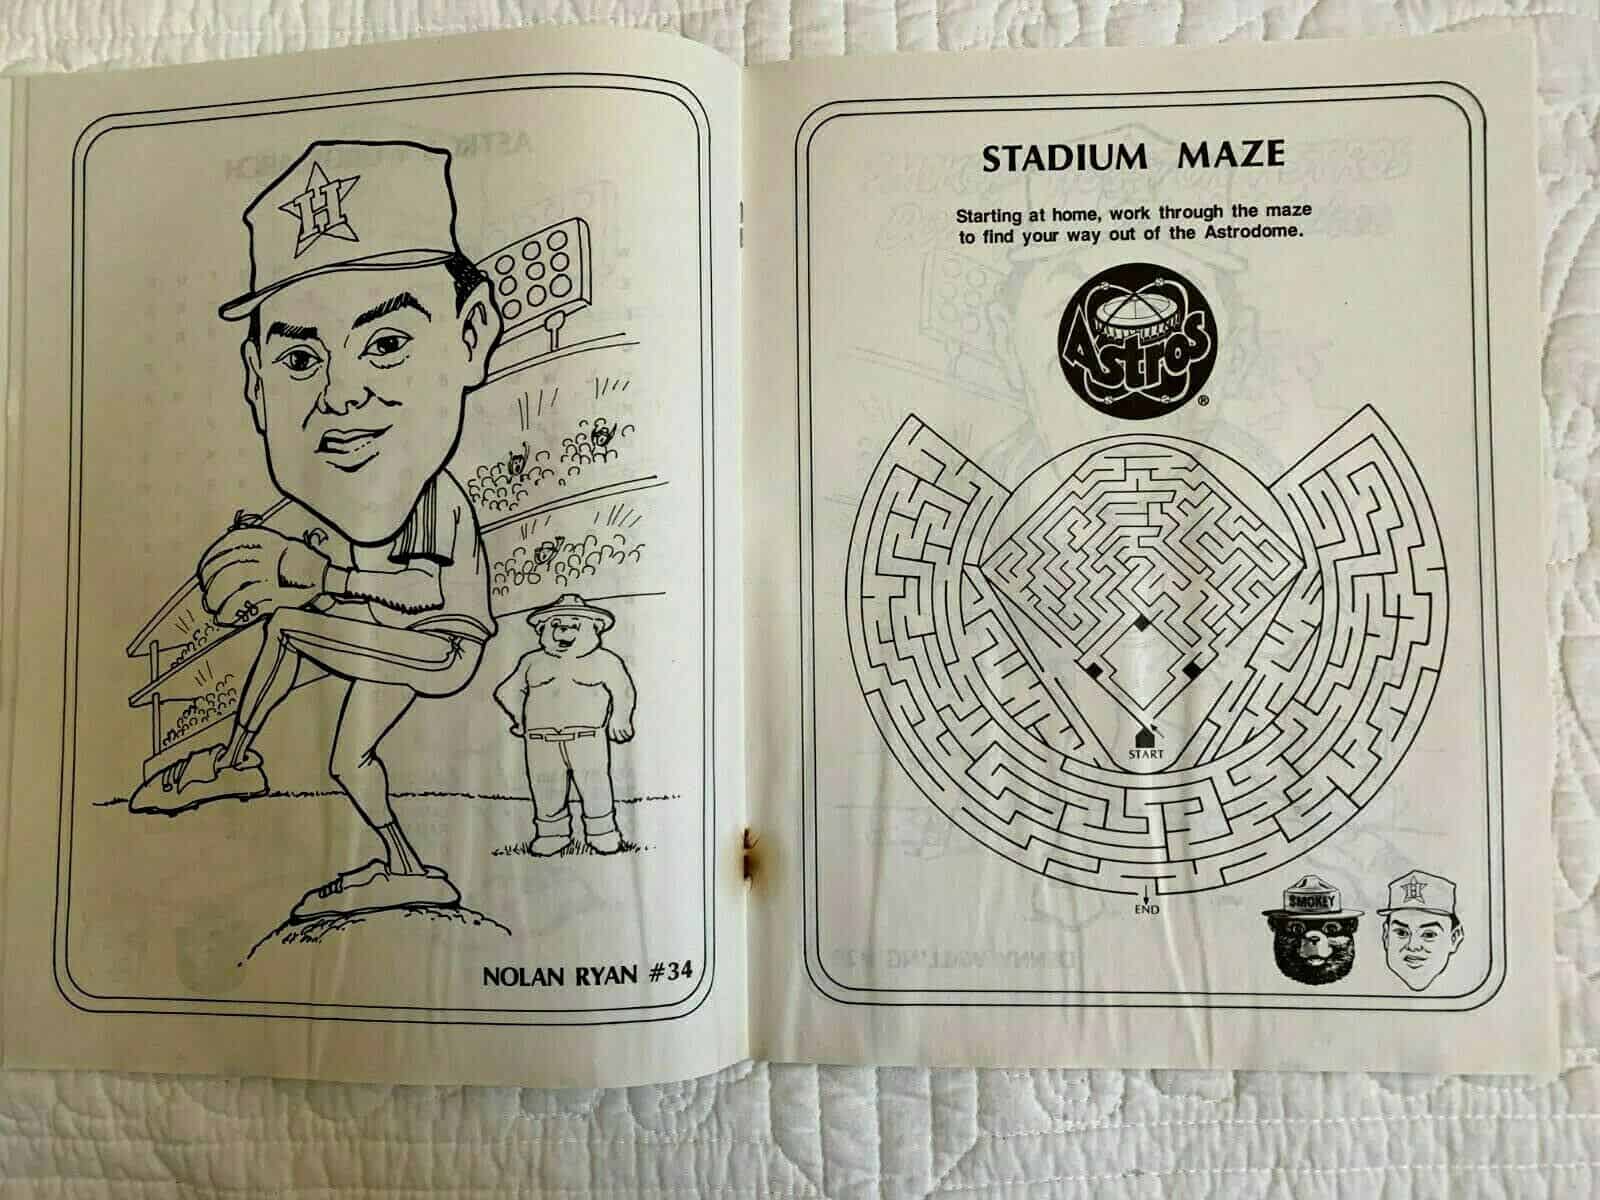 H
NOLAN RYAN #34
STADIUM MAZE
Starting at home, work through the maze
to find your way out of the Astrodome.
Astros
®
START
END
SMOKEY
H